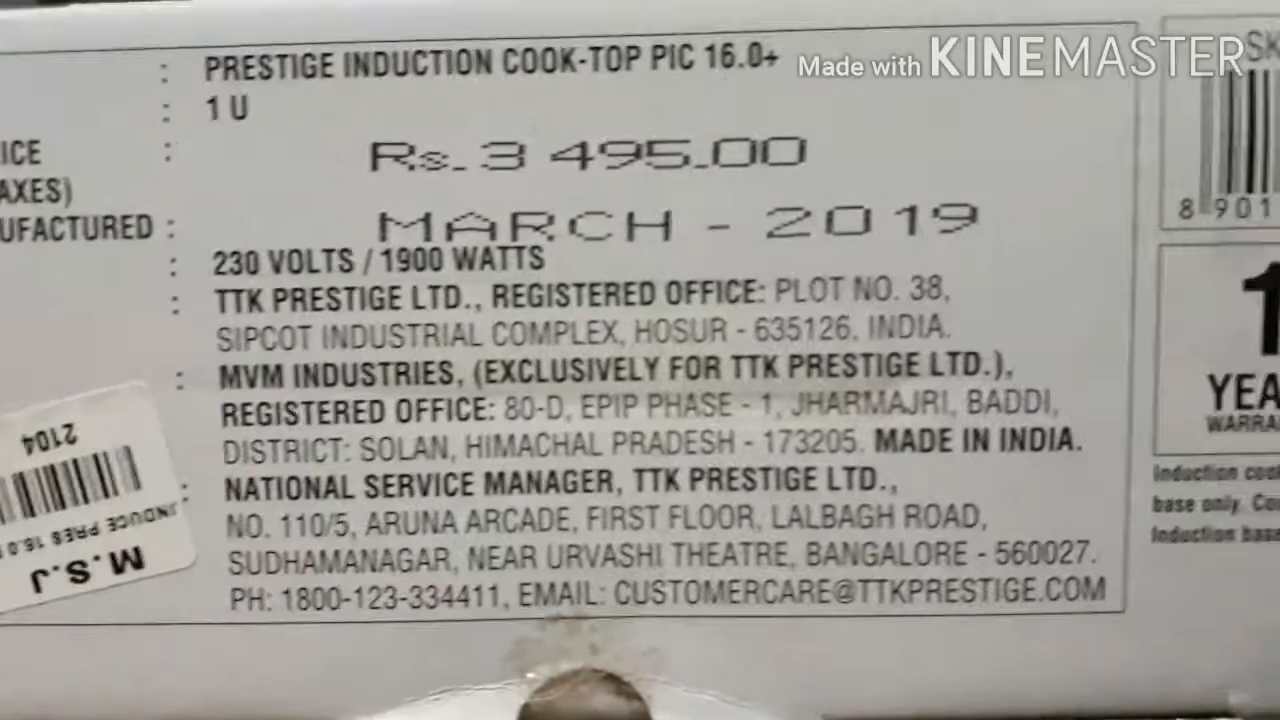 : PRESTIGE INDUCTION COOK-TOP PIC 16.0+
Made with KINEMASTER
SK
: 1 U
ICE : Rs. 3 495.00
AXES)
UFACTURED : MARCH - 2019
8 901
: 230 VOLTS / 1900 WATTS
: TTK PRESTIGE LTD., REGISTERED OFFICE: PLOT NO. 38,
SIPCOT INDUSTRIAL COMPLEX, HOSUR - 635126, INDIA.
: MVM INDUSTRIES, (EXCLUSIVELY FOR TTK PRESTIGE LTD.),
REGISTERED OFFICE: 80-D, EPIP PHASE - 1, JHARMAJRI, BADDI,
DISTRICT: SOLAN, HIMACHAL PRADESH - 173205. MADE IN INDIA.
: NATIONAL SERVICE MANAGER, TTK PRESTIGE LTD.,
NO. 110/5, ARUNA ARCADE, FIRST FLOOR, LALBAGH ROAD,
SUDHAMANAGAR, NEAR URVASHI THEATRE, BANGALORE - 560027.
PH: 1800-123-334411, EMAIL: CUSTOMERCARE@TTKPRESTIGE.COM
1
YEA
WARRA
Induction coo
base only. Co
Induction base
M.S.J
INDUCE PRES 16.0
2104